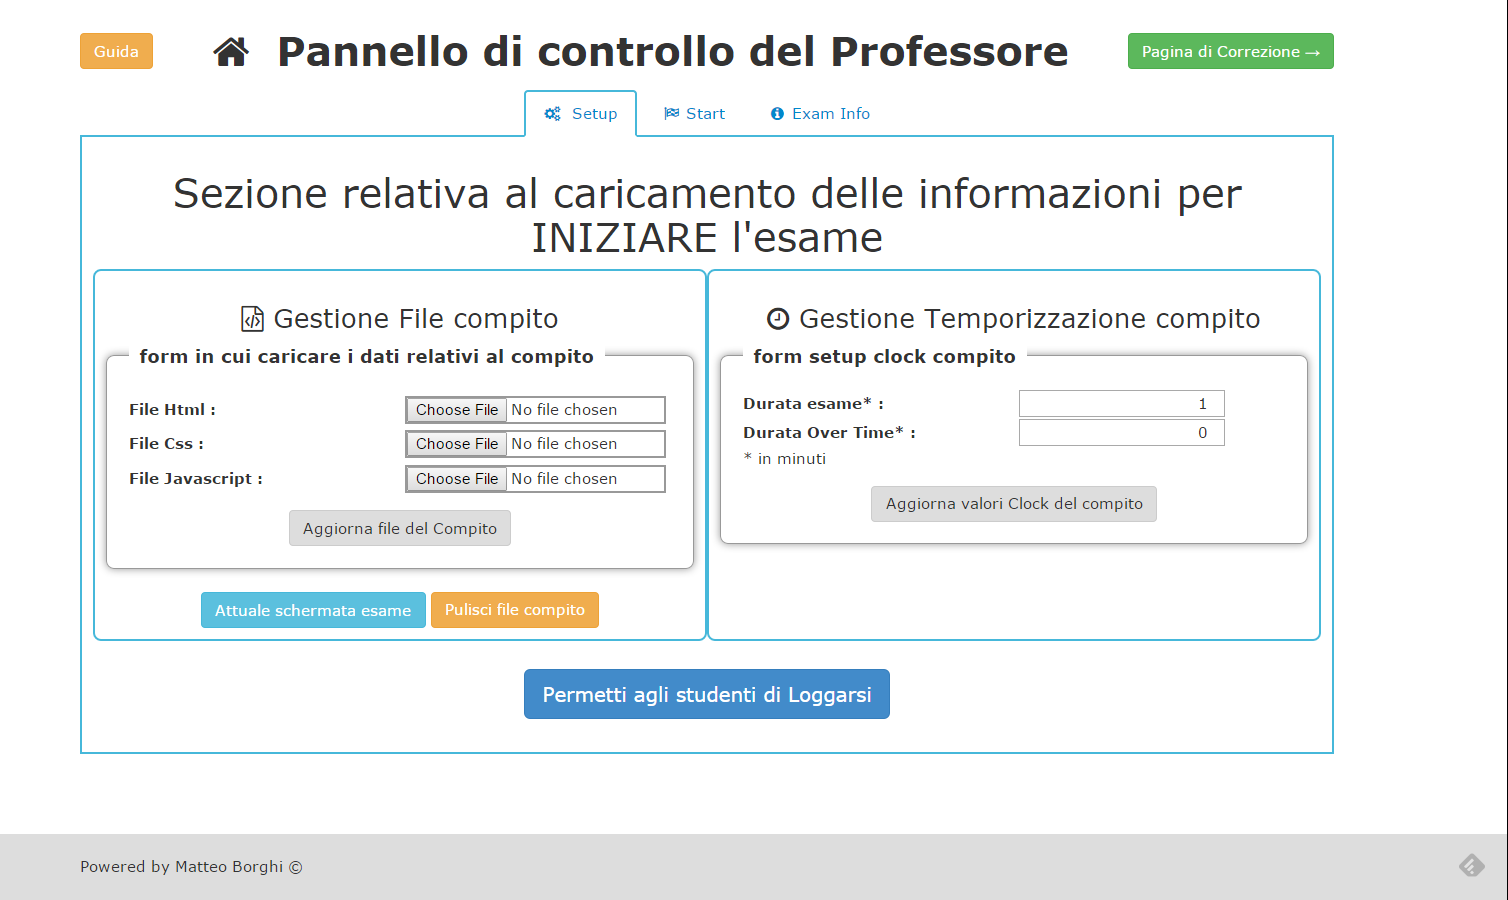 Guida
Pannello di controllo del Professore
Pagina di Correzione →
Setup
Start
Exam Info
Sezione relativa al caricamento delle informazioni per
INIZIARE l'esame
Gestione File compito
form in cui caricare i dati relativi al compito
File Html : Choose File No file chosen
File Css : Choose File No file chosen
File Javascript : Choose File No file chosen
Aggiorna file del Compito
Attuale schermata esame
Pulisci file compito
Gestione Temporizzazione compito
form setup clock compito
Durata esame* : 1
Durata Over Time* : 0
* in minuti
Aggiorna valori Clock del compito
Permetti agli studenti di Loggarsi
Powered by Matteo Borghi ©